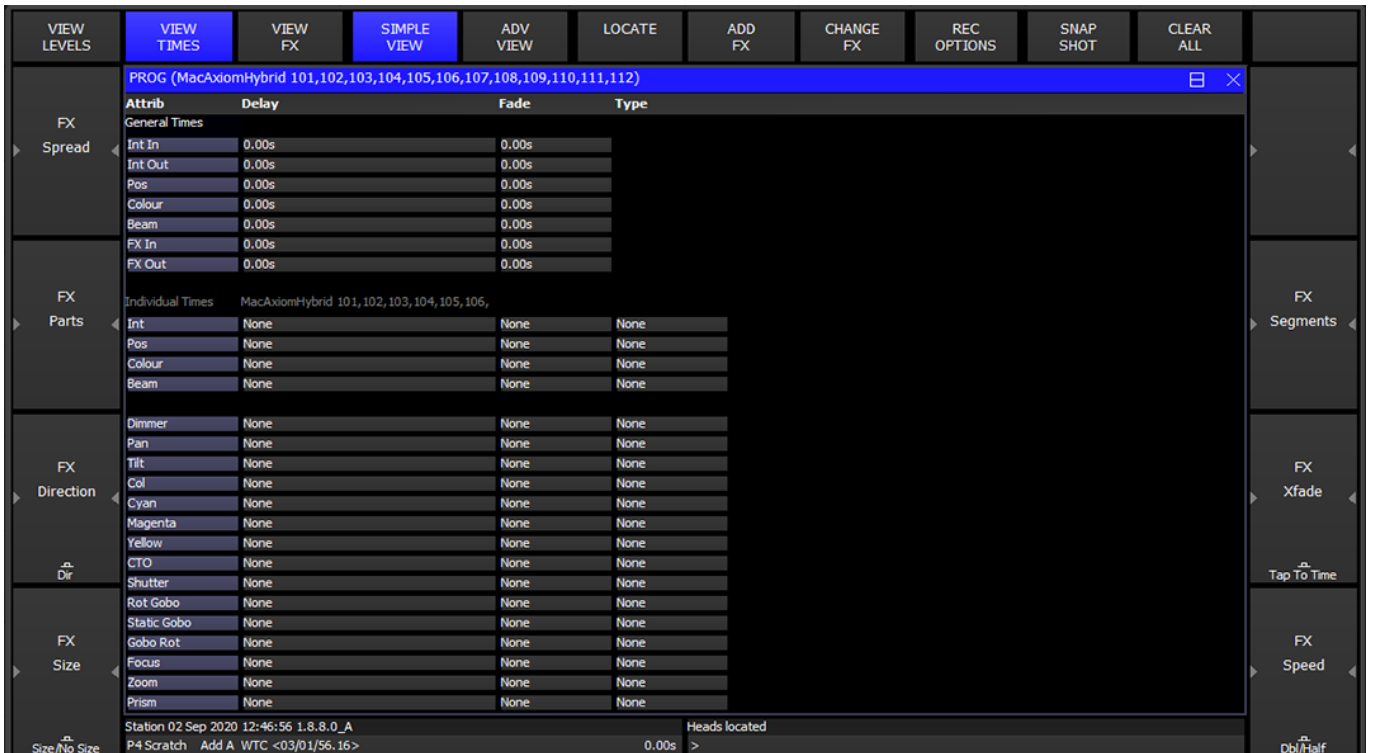 VIEW LEVELS
VIEW TIMES
VIEW FX
SIMPLE VIEW
ADV VIEW
LOCATE
ADD FX
CHANGE FX
REC OPTIONS
SNAP SHOT
CLEAR ALL
PROG (MacAxiomHybrid 101,102,103,104,105,106,107,108,109,110,111,112)
Attrib Delay Fade Type
General Times
Int In 0.00s 0.00s
Int Out 0.00s 0.00s
Pos 0.00s 0.00s
Colour 0.00s 0.00s
Beam 0.00s 0.00s
FX In 0.00s 0.00s
FX Out 0.00s 0.00s
Individual Times MacAxiomHybrid 101,102,103,104,105,106,
Int None None None
Pos None None None
Colour None None None
Beam None None None
Dimmer None None None
Pan None None None
Tilt None None None
Col None None None
Cyan None None None
Magenta None None None
Yellow None None None
CTO None None None
Shutter None None None
Rot Gobo None None None
Static Gobo None None None
Gobo Rot None None None
Focus None None None
Zoom None None None
Prism None None None
Station 02 Sep 2020 12:46:56 1.8.8.0_A
Heads located
P4 Scratch Add A WTC <03/01/56.16> 0.00s >
FX
Spread
FX
Parts
FX
Direction
Dir
FX
Size
Size/No Size
FX
Segments
FX
Xfade
Tap To Time
FX
Speed
Dbl/Half